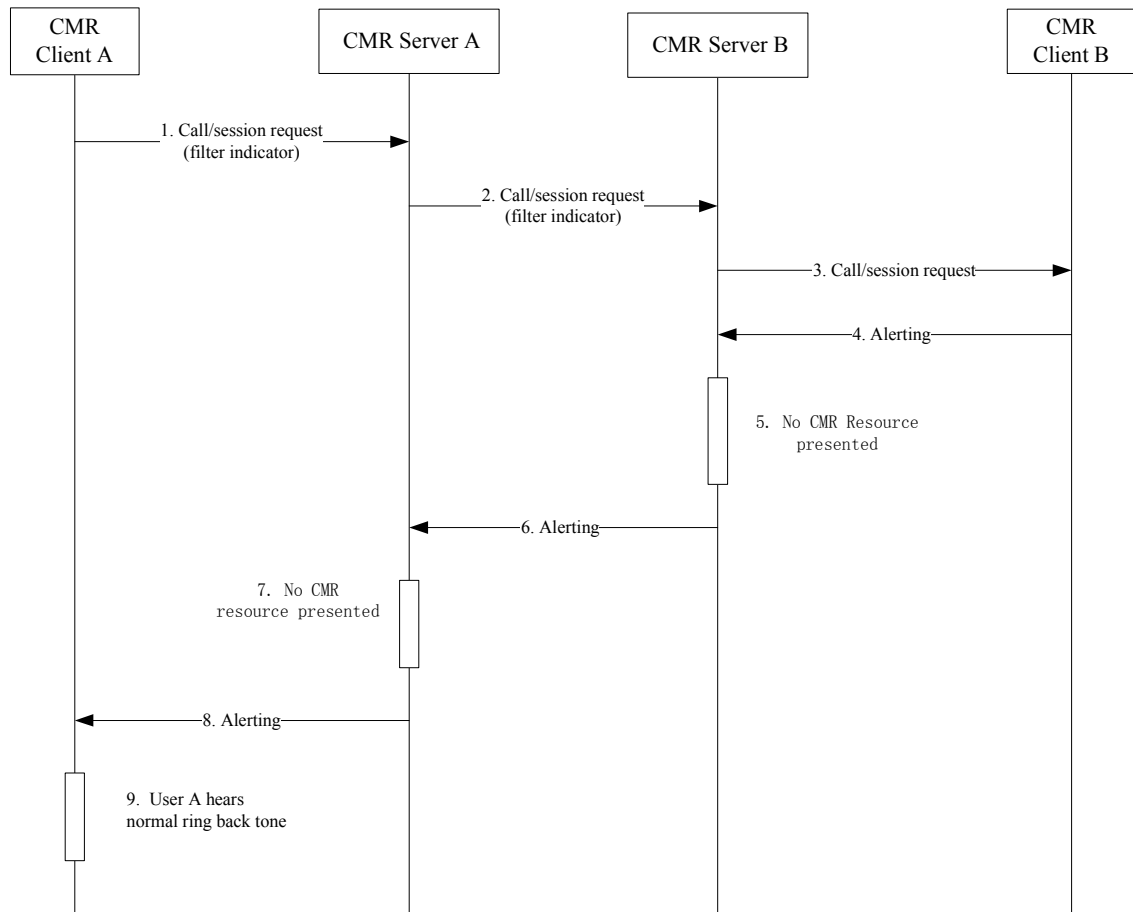 CMR
Client A
CMR Server A
CMR Server B
CMR
Client B
1. Call/session request
(filter indicator)
2. Call/session request
(filter indicator)
3. Call/session request
4. Alerting
5. No CMR Resource
presented
6. Alerting
7. No CMR
resource presented
8. Alerting
9. User A hears
normal ring back tone